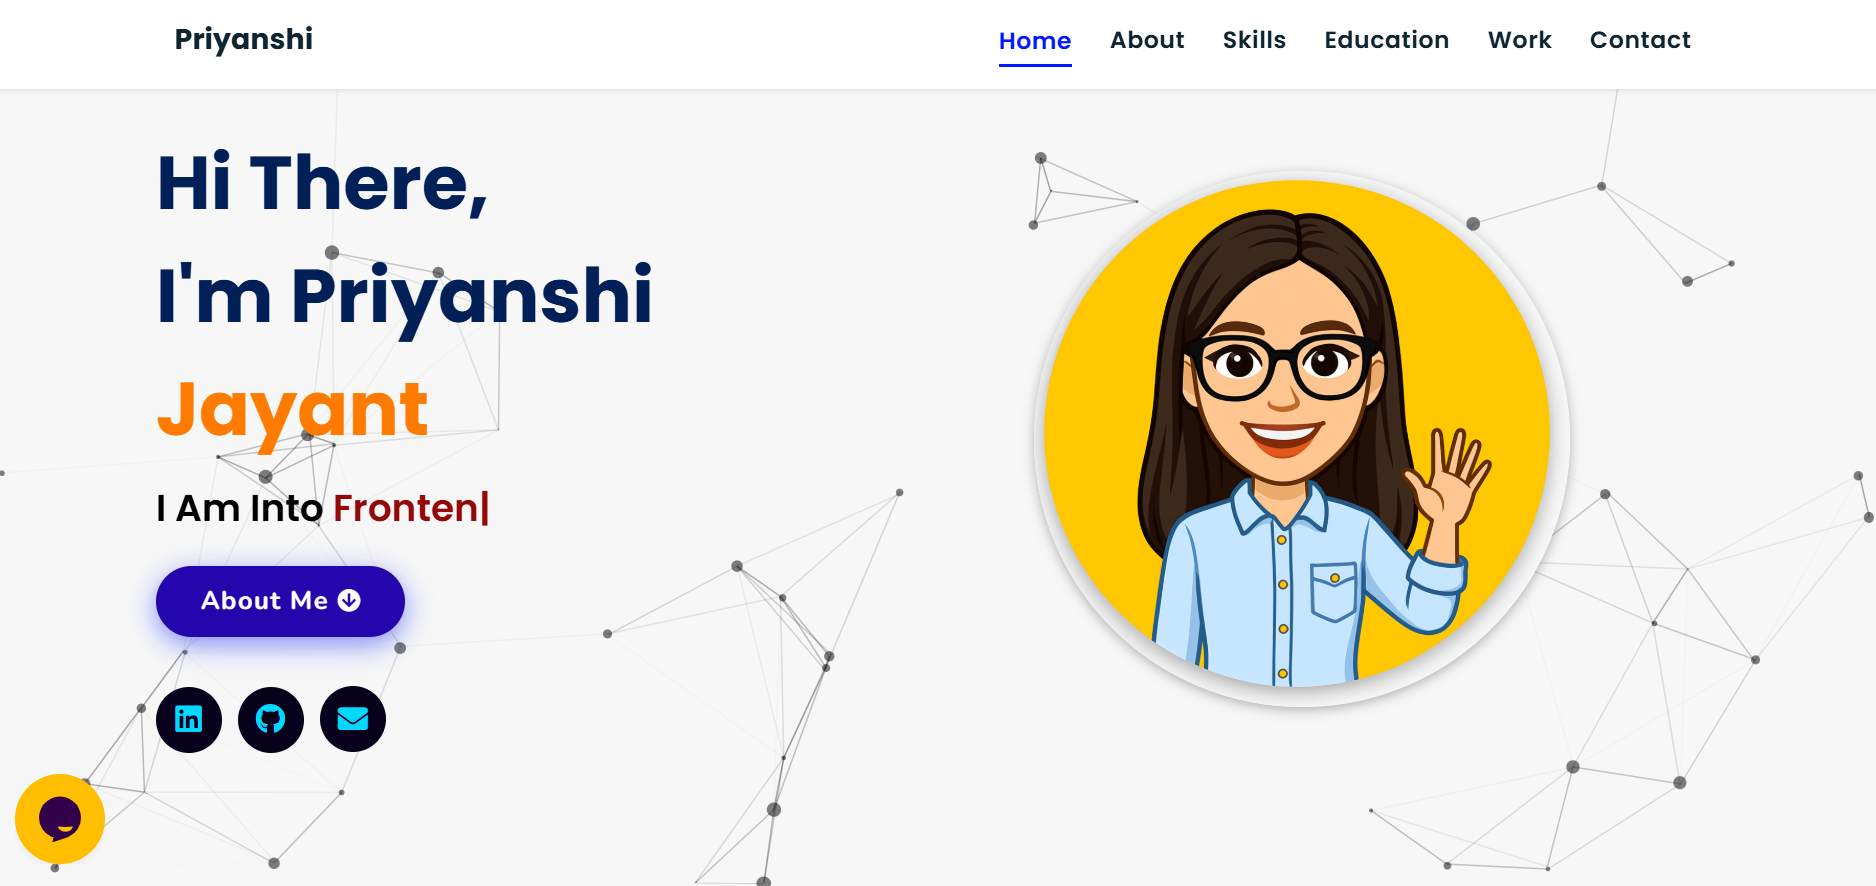 Priyanshi
Home About Skills Education Work Contact
Hi There,
I'm Priyanshi
Jayant
I Am Into Fronten|
About Me